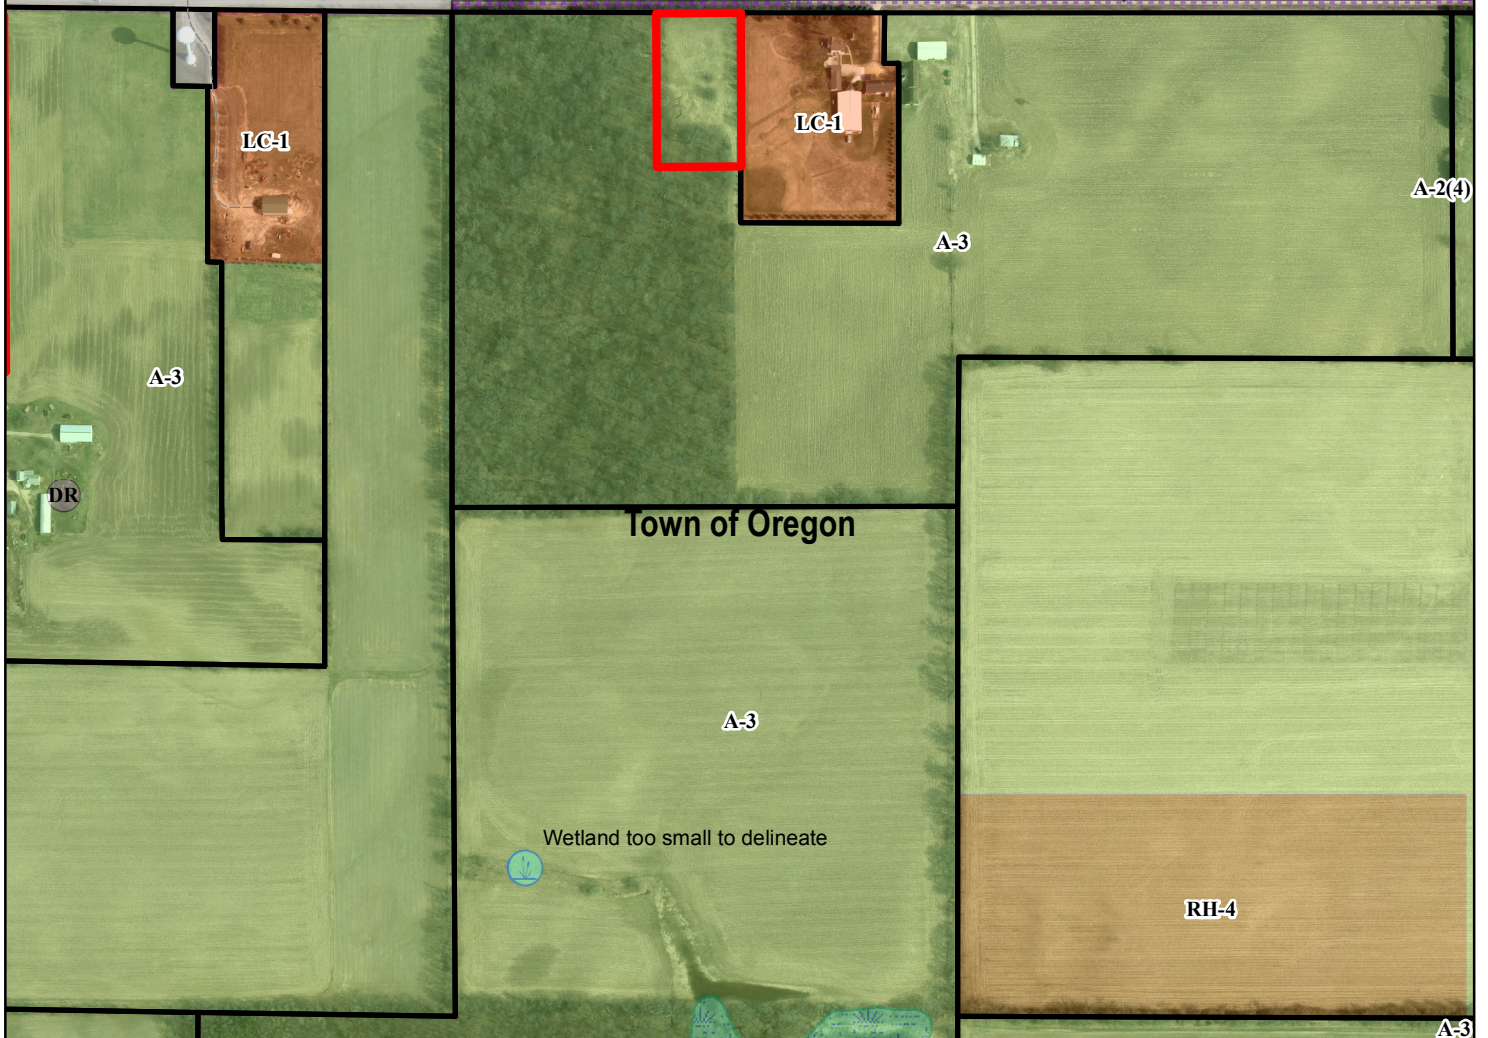 LC-1
LC-1
A-2(4)
A-3
A-3
DR
Town of Oregon
A-3
Wetland too small to delineate
RH-4
A-3